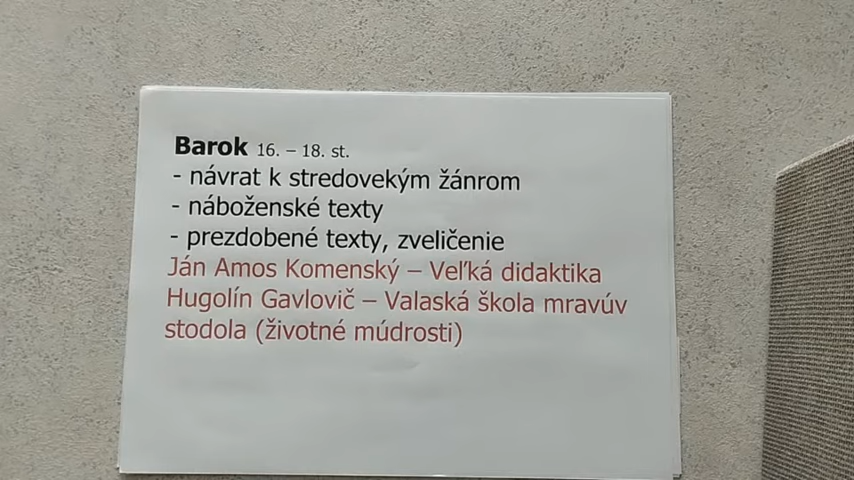 Barok 16. – 18. st.
- návrat k stredovekým žánrom
- náboženské texty
- prezdobené texty, zveličenie
Ján Amos Komenský – Veľká didaktika
Hugolín Gavlovič – Valaská škola mravúv
stodola (životné múdrosti)